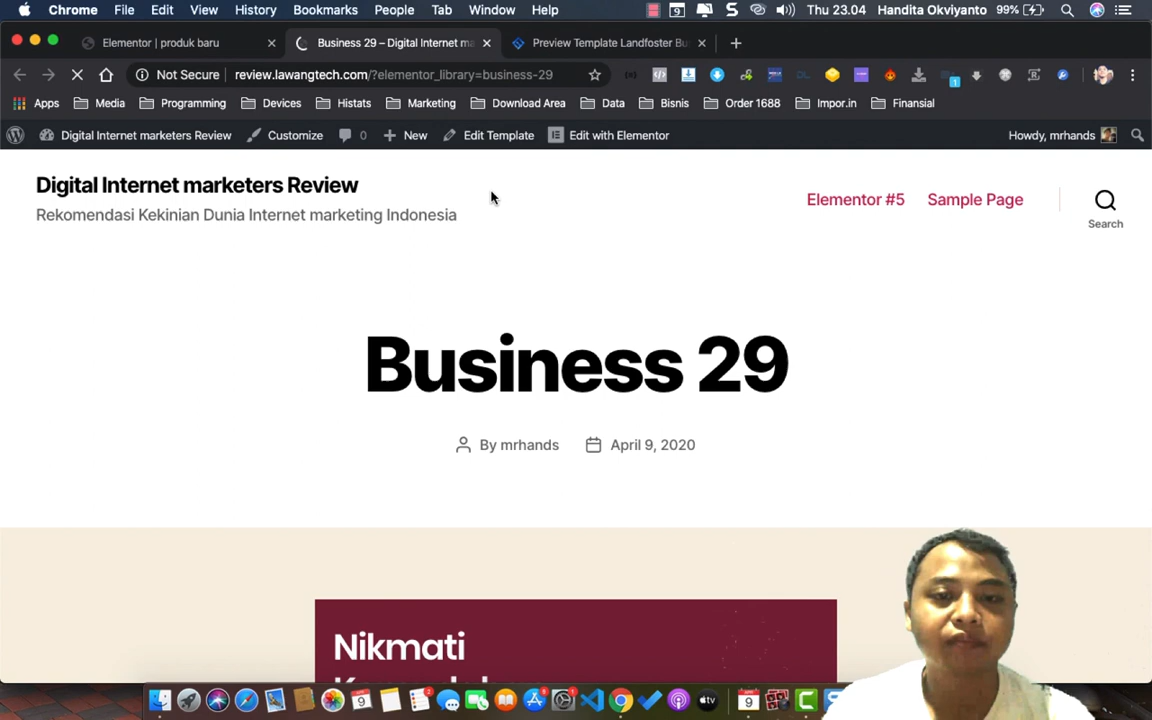 Chrome File Edit View History Bookmarks People Tab Window Help 9 Thu 23.04 Handita Okviyanto 99%
Elementor | produk baru Business 29 – Digital Internet ma Preview Template Landfoster Bu
Not Secure review.lawangtech.com/?elementor_library=business-29
Apps Media Programming Devices Histats Marketing Download Area Data Bisnis Order 1688 Impor.in Finansial
Digital Internet marketers Review Customize 0 New Edit Template Edit with Elementor Howdy, mrhands
Digital Internet marketers Review
Rekomendasi Kekinian Dunia Internet marketing Indonesia
Elementor #5 Sample Page
Search
Business 29
By mrhands April 9, 2020
Nikmati